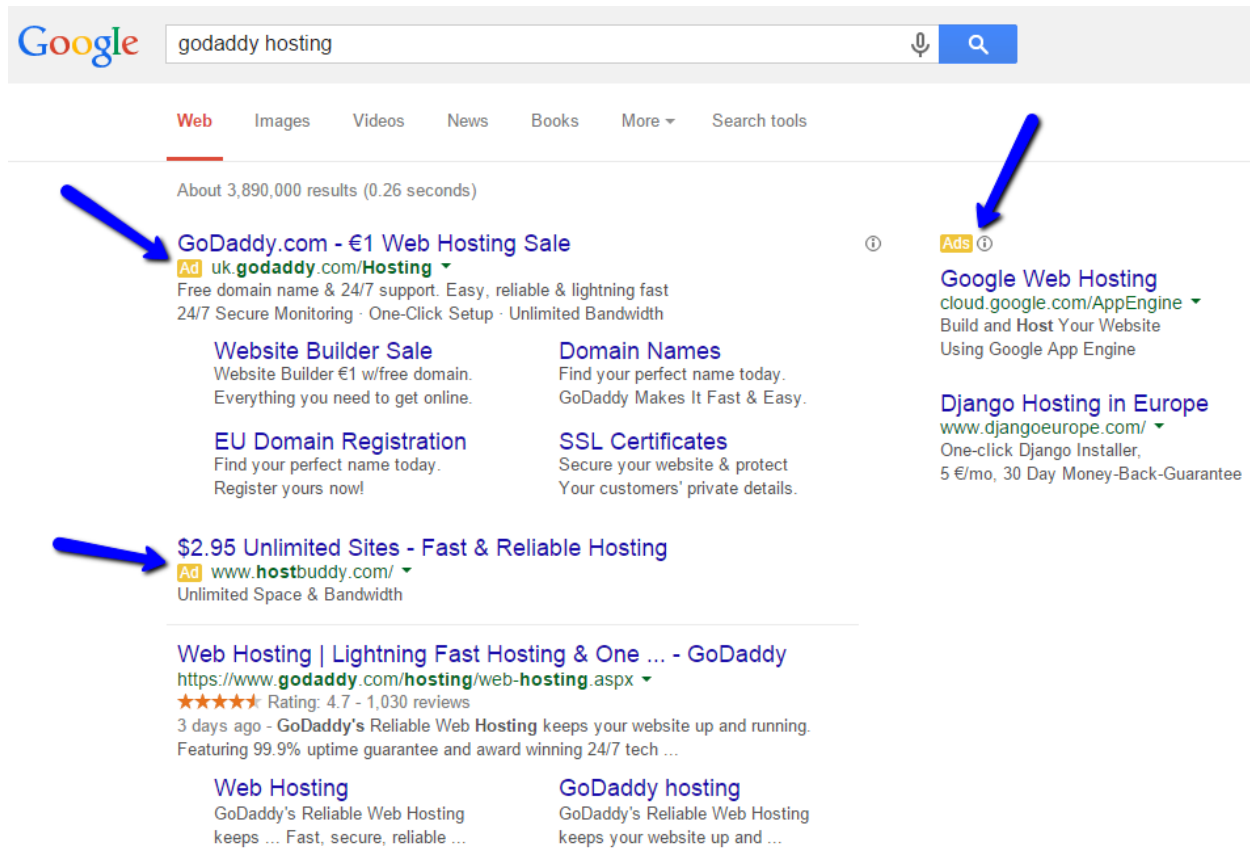 Google
godaddy hosting
Web Images Videos News Books More Search tools
About 3,890,000 results (0.26 seconds)
GoDaddy.com - €1 Web Hosting Sale
Ad uk.godaddy.com/Hosting
Free domain name & 24/7 support. Easy, reliable & lightning fast
24/7 Secure Monitoring · One-Click Setup · Unlimited Bandwidth
Website Builder Sale
Website Builder €1 w/free domain.
Everything you need to get online.
Domain Names
Find your perfect name today.
GoDaddy Makes It Fast & Easy.
EU Domain Registration
Find your perfect name today.
Register yours now!
SSL Certificates
Secure your website & protect
Your customers' private details.
$2.95 Unlimited Sites - Fast & Reliable Hosting
Ad www.hostbuddy.com/
Unlimited Space & Bandwidth
Web Hosting | Lightning Fast Hosting & One ... - GoDaddy
https://www.godaddy.com/hosting/web-hosting.aspx
Rating: 4.7 - 1,030 reviews
3 days ago - GoDaddy's Reliable Web Hosting keeps your website up and running.
Featuring 99.9% uptime guarantee and award winning 24/7 tech ...
Web Hosting
GoDaddy's Reliable Web Hosting
keeps ... Fast, secure, reliable ...
GoDaddy hosting
GoDaddy's Reliable Web Hosting
keeps your website up and ...
Ads
Google Web Hosting
cloud.google.com/AppEngine
Build and Host Your Website
Using Google App Engine
Django Hosting in Europe
www.djangoeurope.com/
One-click Django Installer,
5 €/mo, 30 Day Money-Back-Guarantee